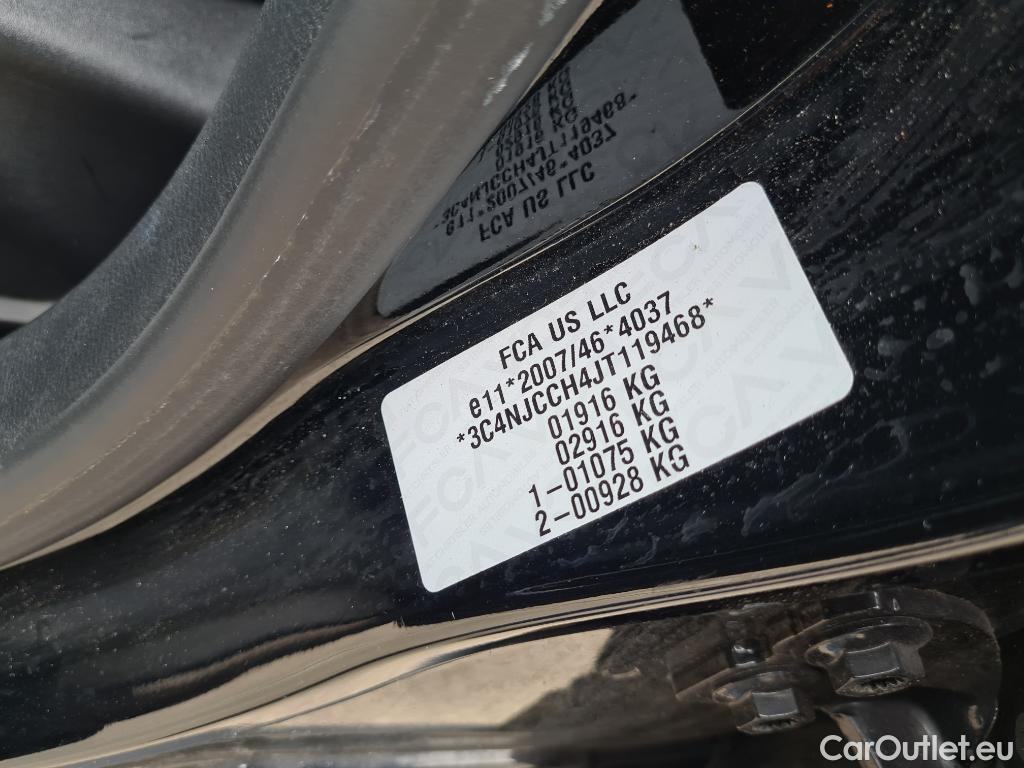 FCA US LLC
e11*2007/46*4037
*3C4NJCCH4JT119468*
01916 KG
02916 KG
1-01075 KG
2-00928 KG
CarOutlet.eu